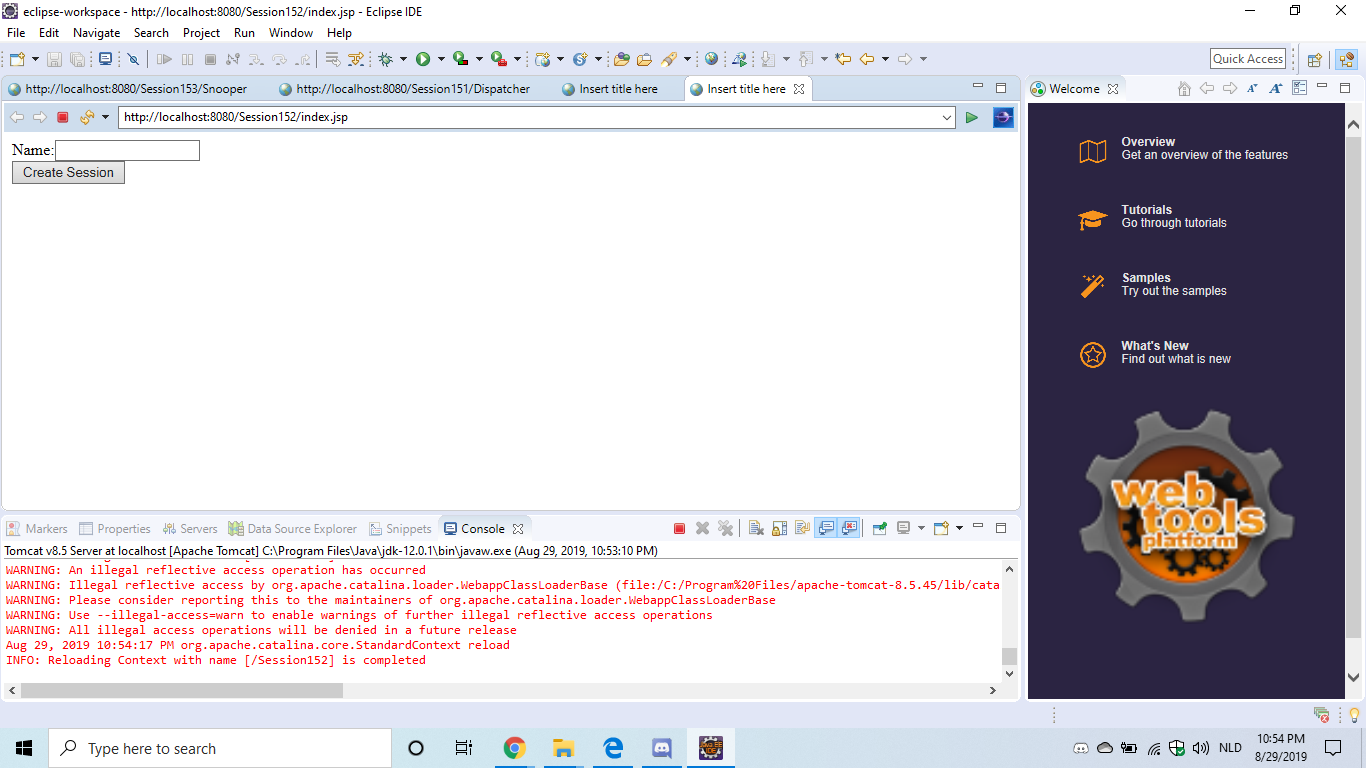 eclipse-workspace - http://localhost:8080/Session152/index.jsp - Eclipse IDE
File Edit Navigate Search Project Run Window Help
Quick Access
http://localhost:8080/Session153/Snooper http://localhost:8080/Session151/Dispatcher Insert title here Insert title here
Welcome
http://localhost:8080/Session152/index.jsp
Name:
Create Session
Overview
Get an overview of the features
Tutorials
Go through tutorials
Samples
Try out the samples
What's New
Find out what is new
web
tools
platform
Markers Properties Servers Data Source Explorer Snippets Console
Tomcat v8.5 Server at localhost [Apache Tomcat] C:\Program Files\Java\jdk-12.0.1\bin\javaw.exe (Aug 29, 2019, 10:53:10 PM)
WARNING: An illegal reflective access operation has occurred
WARNING: Illegal reflective access by org.apache.catalina.loader.WebappClassLoaderBase (file:/C:/Program%20Files/apache-tomcat-8.5.45/lib/cata
WARNING: Please consider reporting this to the maintainers of org.apache.catalina.loader.WebappClassLoaderBase
WARNING: Use --illegal-access=warn to enable warnings of further illegal reflective access operations
WARNING: All illegal access operations will be denied in a future release
Aug 29, 2019 10:54:17 PM org.apache.catalina.core.StandardContext reload
INFO: Reloading Context with name [/Session152] is completed
Type here to search
NLD
10:54 PM
8/29/2019